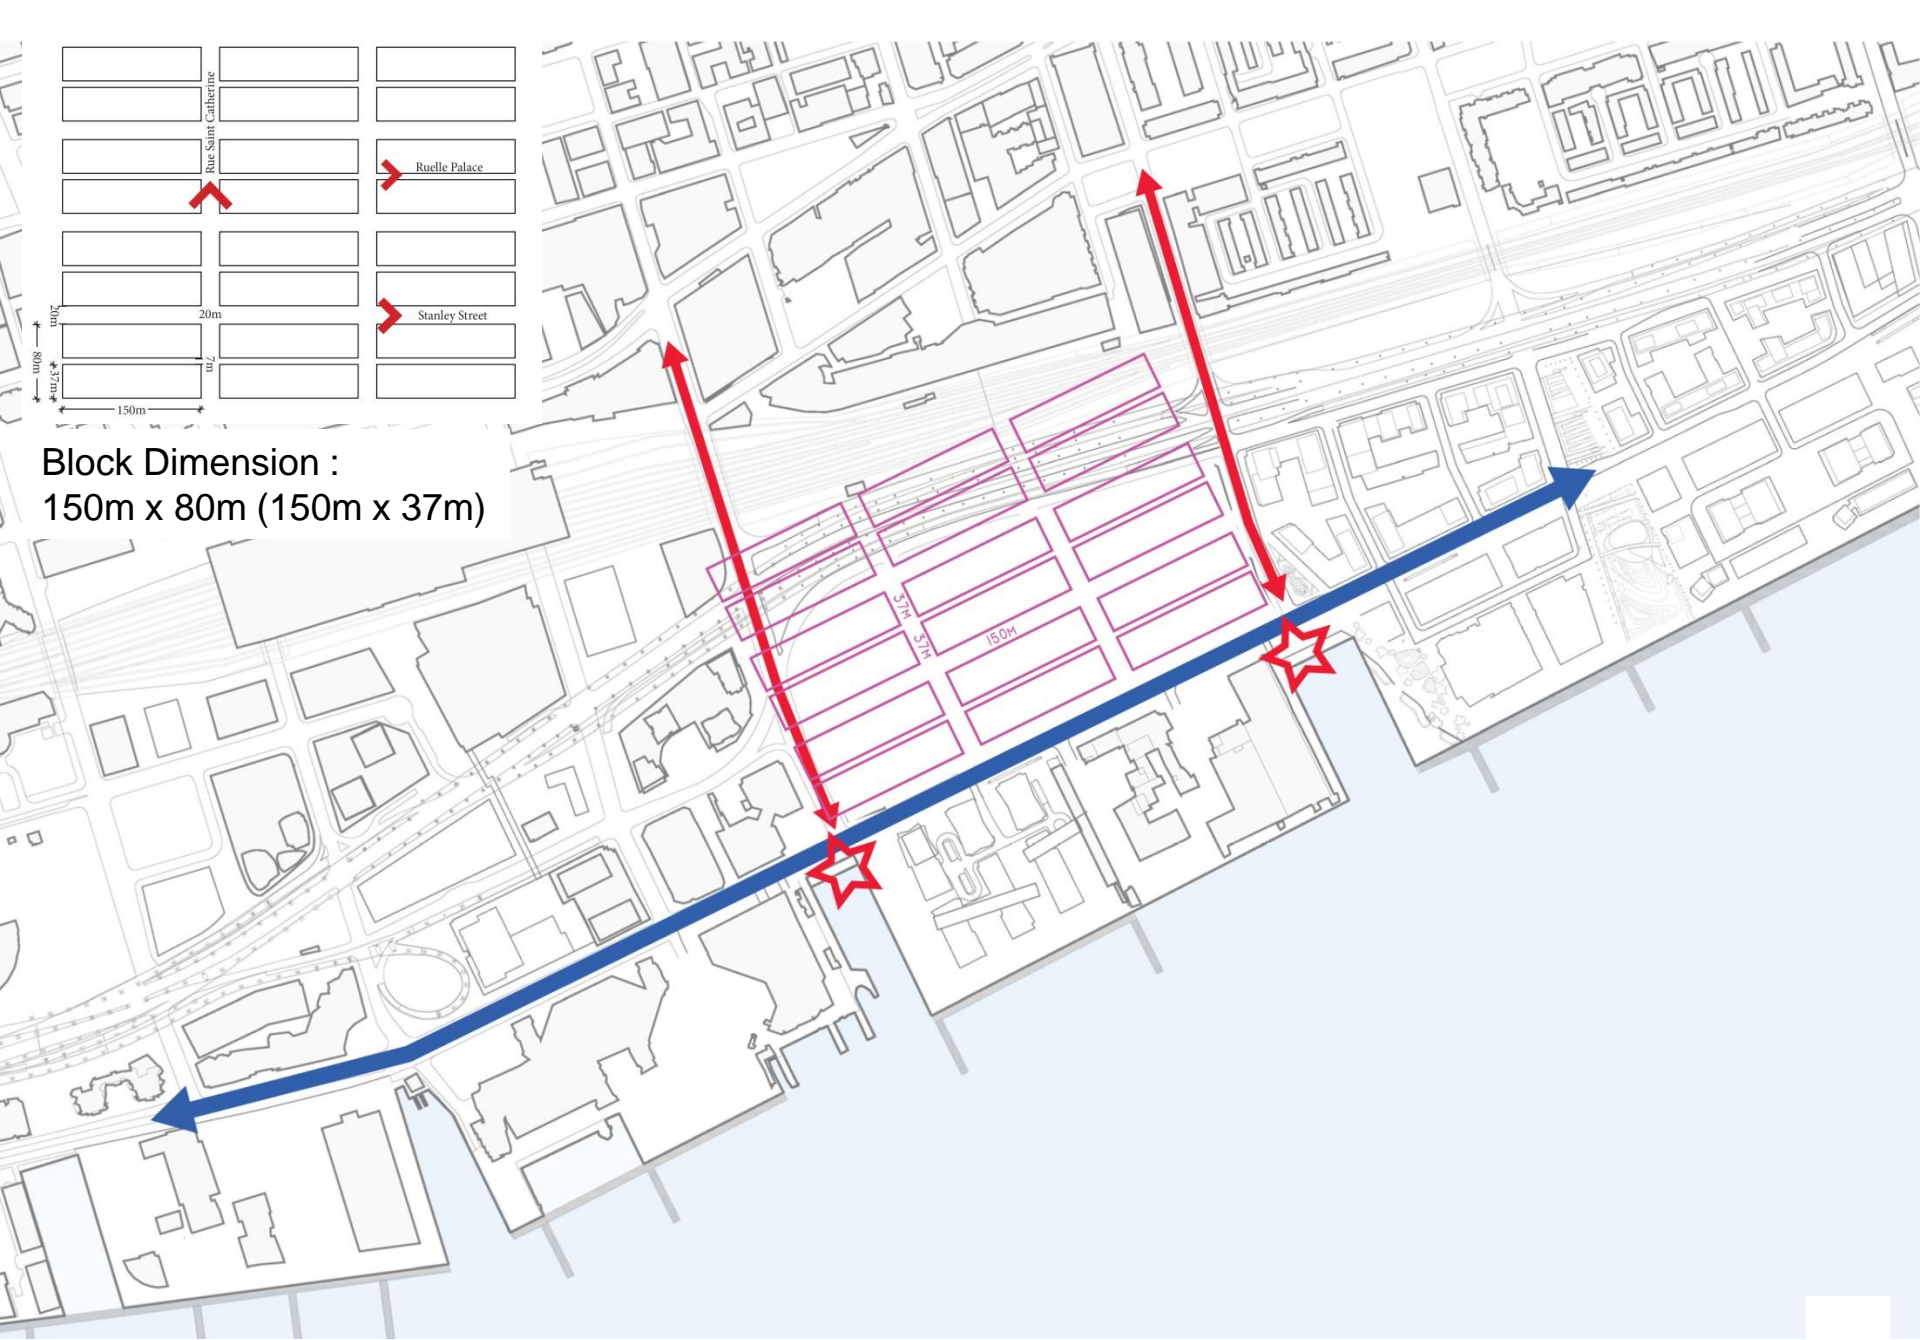 Rue Saint Catherine
Ruelle Palace
Stanley Street
20m
20m
7m
80m
37m
150m
Block Dimension :
150m x 80m (150m x 37m)
37M
37M
150M